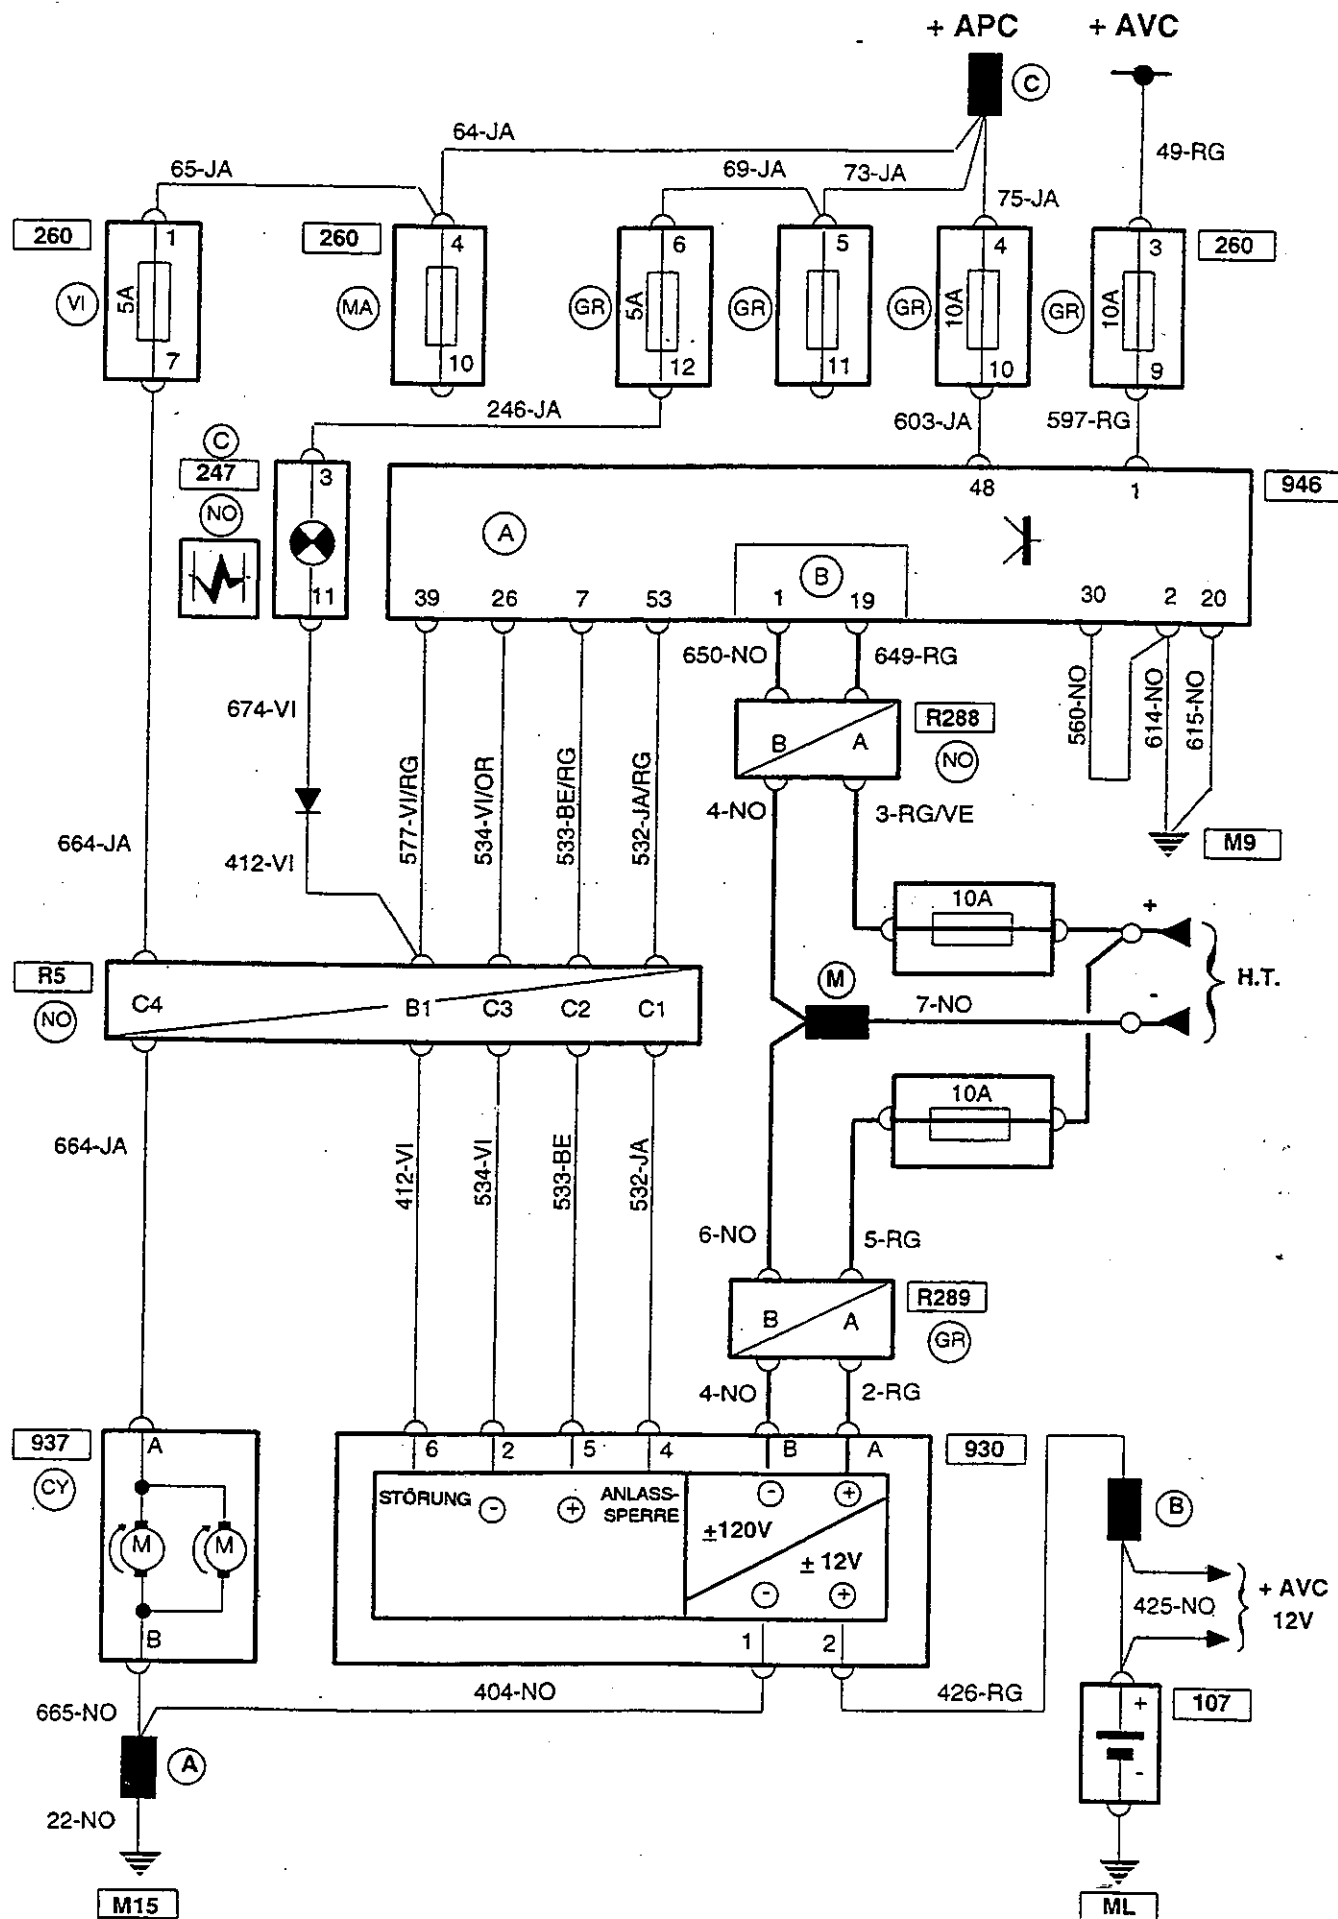 + APC + AVC
C
64-JA
49-RG
65-JA 69-JA 73-JA
75-JA
260 1 260 4 6 5 4 3 260
VI 5A MA GR 5A GR GR 10A GR 10A
7 10 12 11 10 9
246-JA 603-JA 597-RG
C
247 3 48 1 946
NO A
B
11 39 26 7 53 1 19 30 2 20
650-NO 649-RG
674-VI 577-VI/RG 534-VI/OR 533-BE/RG 532-JA/RG 560-NO 614-NO 615-NO
B A R288
NO
4-NO 3-RG/VE
664-JA 412-VI M9
10A +
R5 M H.T.
C4 B1 C3 C2 C1 7-NO -
NO
10A
664-JA 412-VI 534-VI 533-BE 532-JA
6-NO 5-RG
R289
B A
GR
4-NO 2-RG
937 A 6 2 5 4 B A 930
CY STÖRUNG - + ANLASS-
SPERRE - + B
M M ±120V
± 12V + AVC
- + 425-NO 12V
B 1 2
404-NO 426-RG
665-NO + 107
A -
22-NO
M15 ML